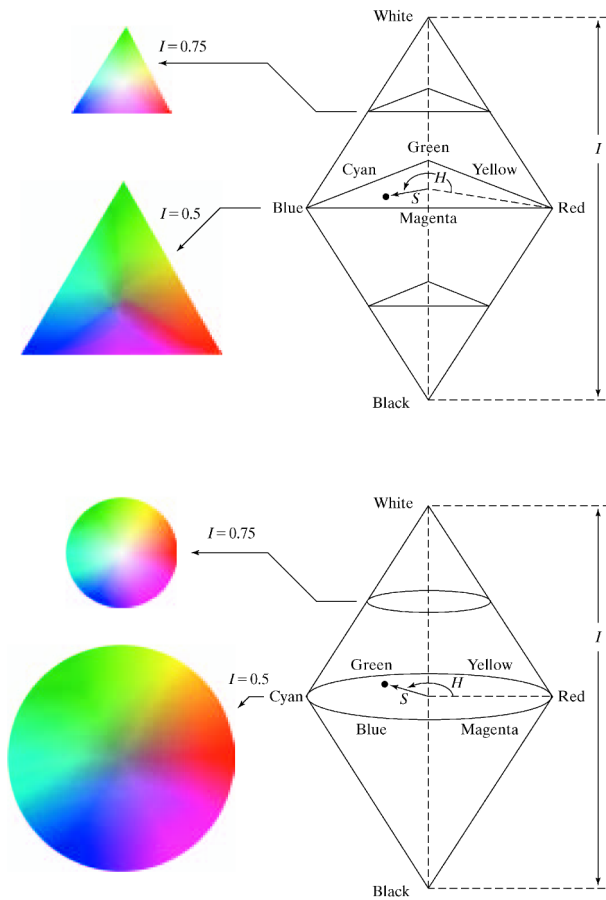 White
I = 0.75
I
Green
Cyan
Yellow
H
S
I = 0.5
Blue
Magenta
Red
Black
White
I = 0.75
I
Green
Yellow
I = 0.5
H
Cyan
S
Red
Blue
Magenta
Black